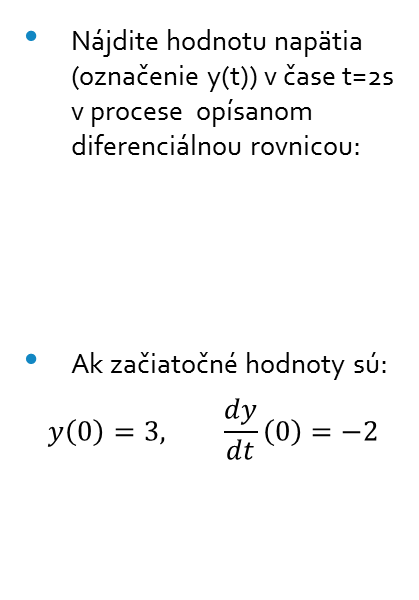 • Nájdite hodnotu napätia
(označenie y(t)) v čase t=2s
v procese opísanom
diferenciálnou rovnicou:
• Ak začiatočné hodnoty sú:
y(0) = 3, dy/dt (0) = −2